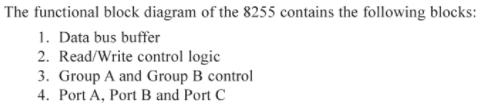 The functional block diagram of the 8255 contains the following blocks:
1. Data bus buffer
2. Read/Write control logic
3. Group A and Group B control
4. Port A, Port B and Port C